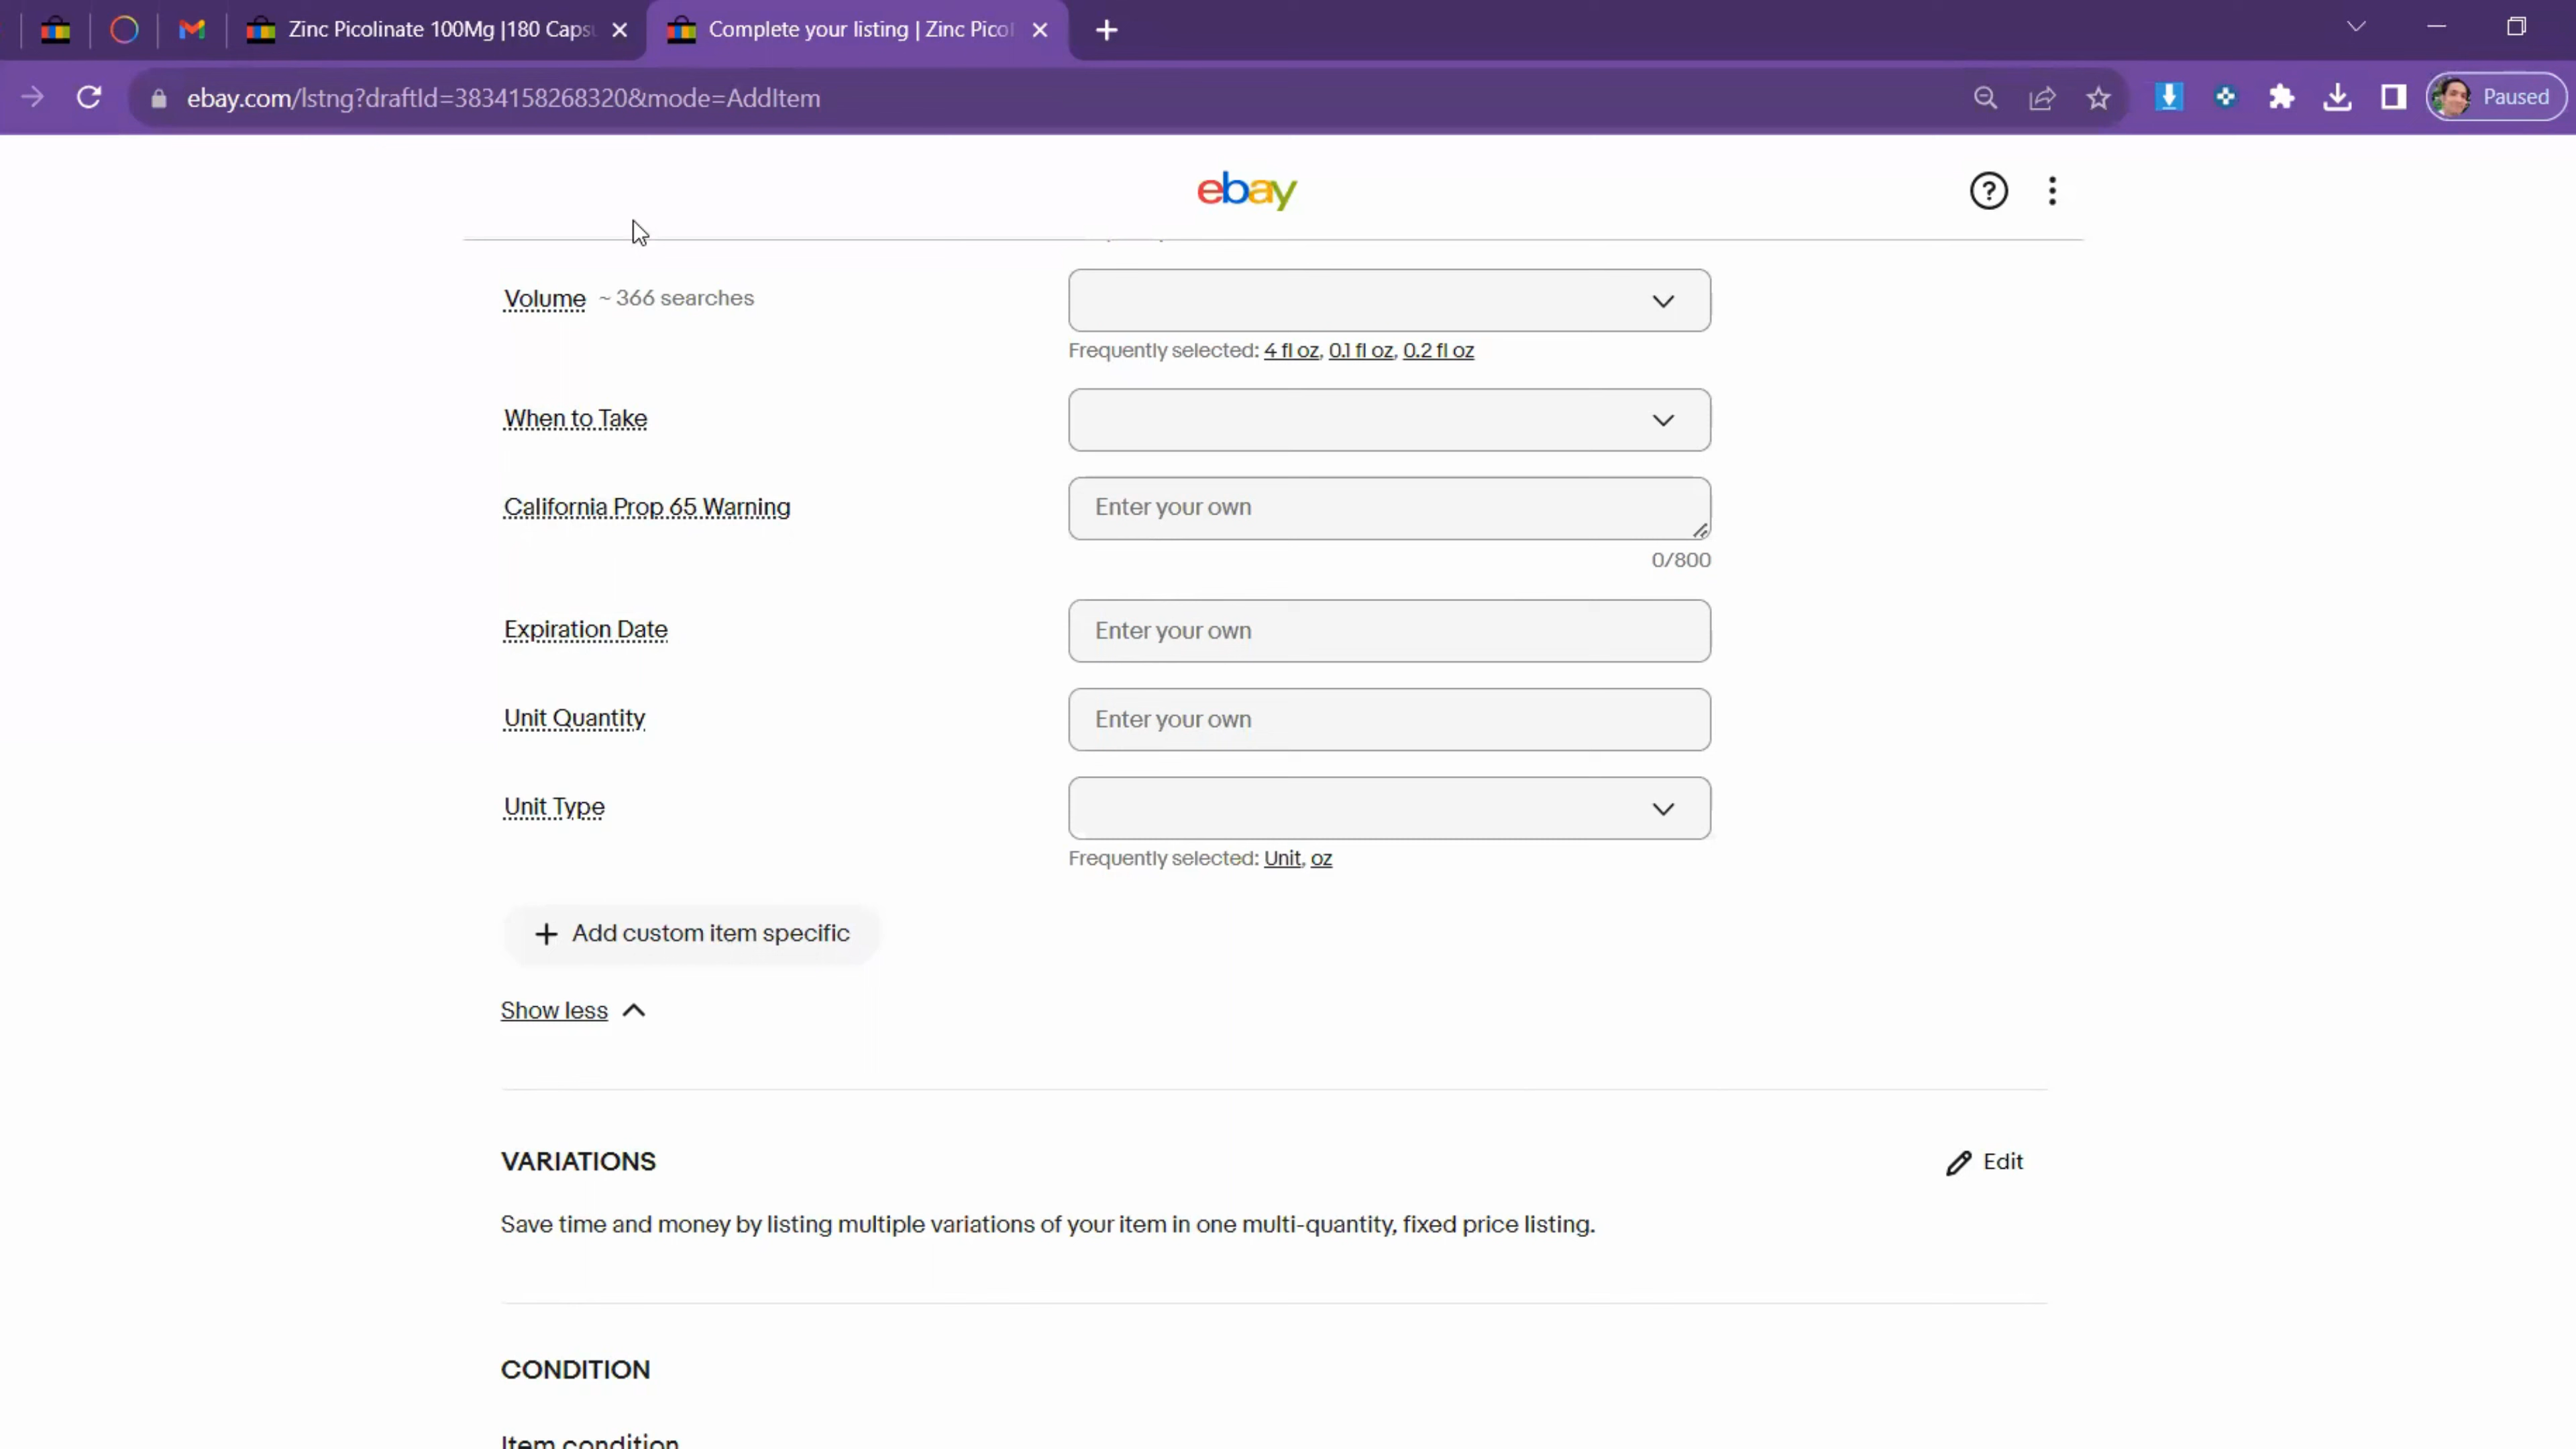 Zinc Picolinate 100Mg |180 Caps
Complete your listing | Zinc Pico
ebay.com/lstng?draftId=3834158268320&mode=AddItem
Paused
ebay
Volume ~ 366 searches
Frequently selected: 4 fl oz, 0.1 fl oz, 0.2 fl oz
When to Take
California Prop 65 Warning
Enter your own
0/800
Expiration Date
Enter your own
Unit Quantity
Enter your own
Unit Type
Frequently selected: Unit, oz
+ Add custom item specific
Show less
VARIATIONS
Edit
Save time and money by listing multiple variations of your item in one multi-quantity, fixed price listing.
CONDITION
Item condition